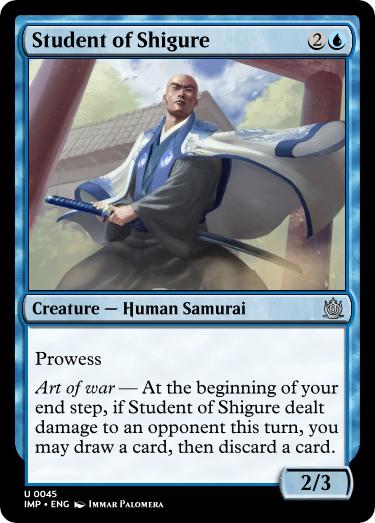 Student of Shigure 2
Creature — Human Samurai
Prowess
Art of war — At the beginning of your
end step, if Student of Shigure dealt
damage to an opponent this turn, you
may draw a card, then discard a card.
2/3
U 0045
IMP • ENG Immar Palomera